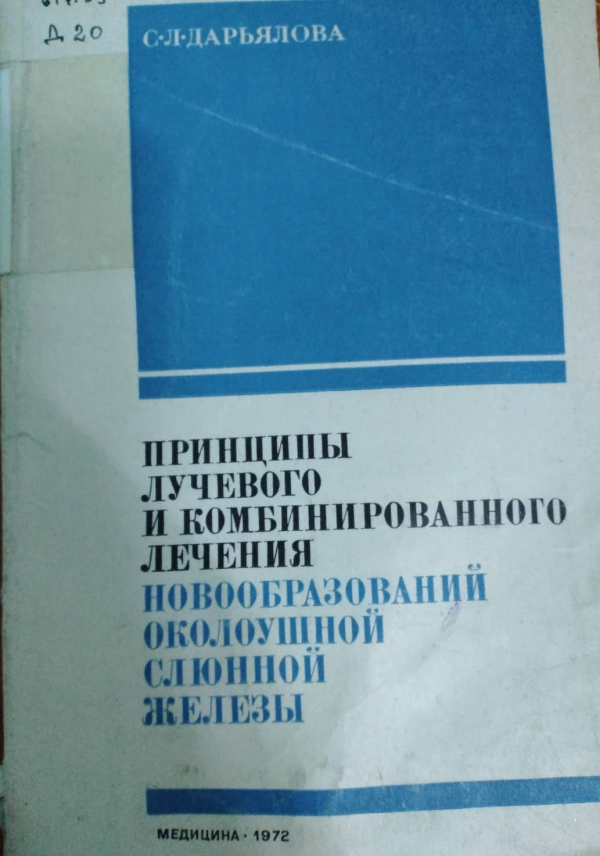 Д 20
С·Л·ДАРЬЯЛОВА
ПРИНЦИПЫ
ЛУЧЕВОГО
И КОМБИНИРОВАННОГО
ЛЕЧЕНИЯ
НОВООБРАЗОВАНИЙ
ОКОЛОУШНОЙ
СЛЮННОЙ
ЖЕЛЕЗЫ
МЕДИЦИНА · 1972